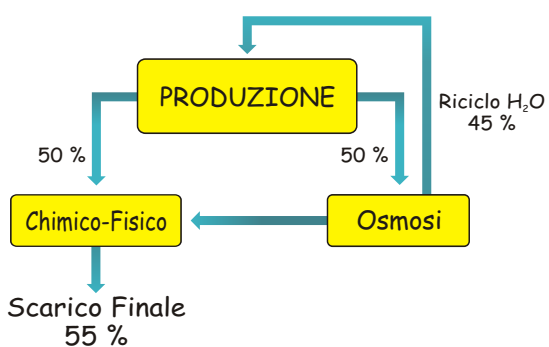 PRODUZIONE
Riciclo H₂O
45 %
50 %
50 %
Chimico-Fisico
Osmosi
Scarico Finale
55 %